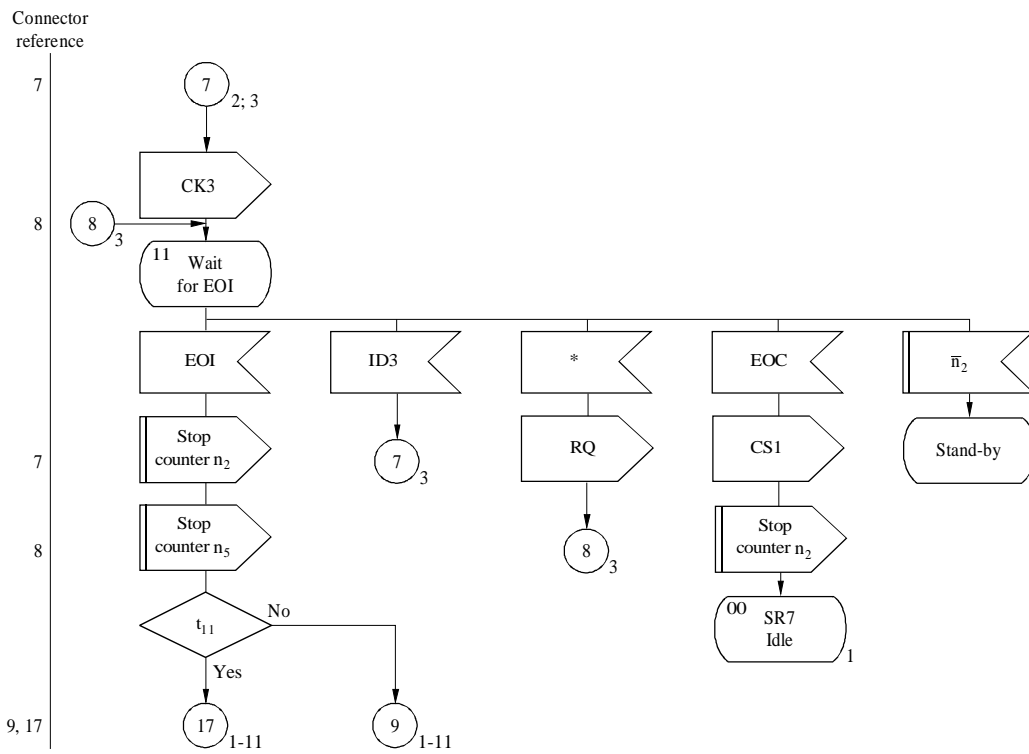 Connector
reference
7
7
2; 3
CK3
8
8
3
11
Wait
for EOI
EOI
ID3
*
EOC
n̅₂
Stop
counter n₂
RQ
CS1
Stand-by
7
7
3
Stop
counter n₅
8
8
3
Stop
counter n₂
t₁₁
No
00
SR7
Idle
1
Yes
9, 17
17
1-11
9
1-11